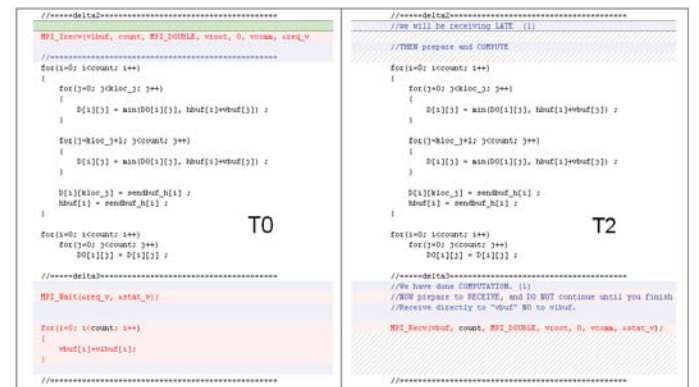 //=====delta2=====================================
MPI_Irecv(vlbuf, count, MPI_DOUBLE, vroot, 0, vcomm, &req_v
//================================================
for(i=0; i<count; i++)
{
for(j=0; j<kloc_j; j++)
{
D[i][j] = min(D0[i][j], hbuf[i]+vbuf[j]) ;
}
for(j=kloc_j+1; j<count; j++)
{
D[i][j] = min(D0[i][j], hbuf[i]+vbuf[j]) ;
}
D[i][kloc_j] = sendbuf_h[i] ;
hbuf[i] = sendbuf_h[i] ;
}
T0
for(i=0; i<count; i++)
for(j=0; j<count; j++)
D0[i][j] = D[i][j] ;
//=====delta3=====================================
MPI_Wait(&req_v, &stat_v);
for(i=0; i<count; i++)
{
vbuf[i]=vlbuf[i];
}
//================================================
//=====delta2=====================================
//we will be receiving LATE (1)
//THEN prepare and COMPUTE
for(i=0; i<count; i++)
{
for(j=0; j<kloc_j; j++)
{
D[i][j] = min(D0[i][j], hbuf[i]+vbuf[j]) ;
}
for(j=kloc_j+1; j<count; j++)
{
D[i][j] = min(D0[i][j], hbuf[i]+vbuf[j]) ;
}
D[i][kloc_j] = sendbuf_h[i] ;
hbuf[i] = sendbuf_h[i] ;
}
T2
for(i=0; i<count; i++)
for(j=0; j<count; j++)
D0[i][j] = D[i][j] ;
//=====delta3=====================================
//We have done COMPUTATION. (1)
//NOW prepare to RECEIVE, and DO NOT continue until you finish
//Receive directly to "vbuf" NO to vlbuf.
MPI_Recv(vbuf, count, MPI_DOUBLE, vroot, 0, vcomm, &stat_v);
//================================================